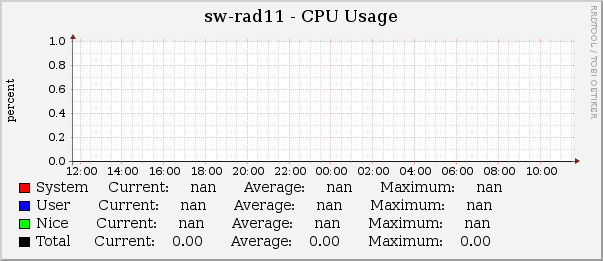 sw-rad11 - CPU Usage
RRDTOOL / TOBI OETIKER
percent
1.0
0.8
0.6
0.4
0.2
0.0
12:00 14:00 16:00 18:00 20:00 22:00 00:00 02:00 04:00 06:00 08:00 10:00
System Current: nan Average: nan Maximum: nan
User Current: nan Average: nan Maximum: nan
Nice Current: nan Average: nan Maximum: nan
Total Current: 0.00 Average: 0.00 Maximum: 0.00